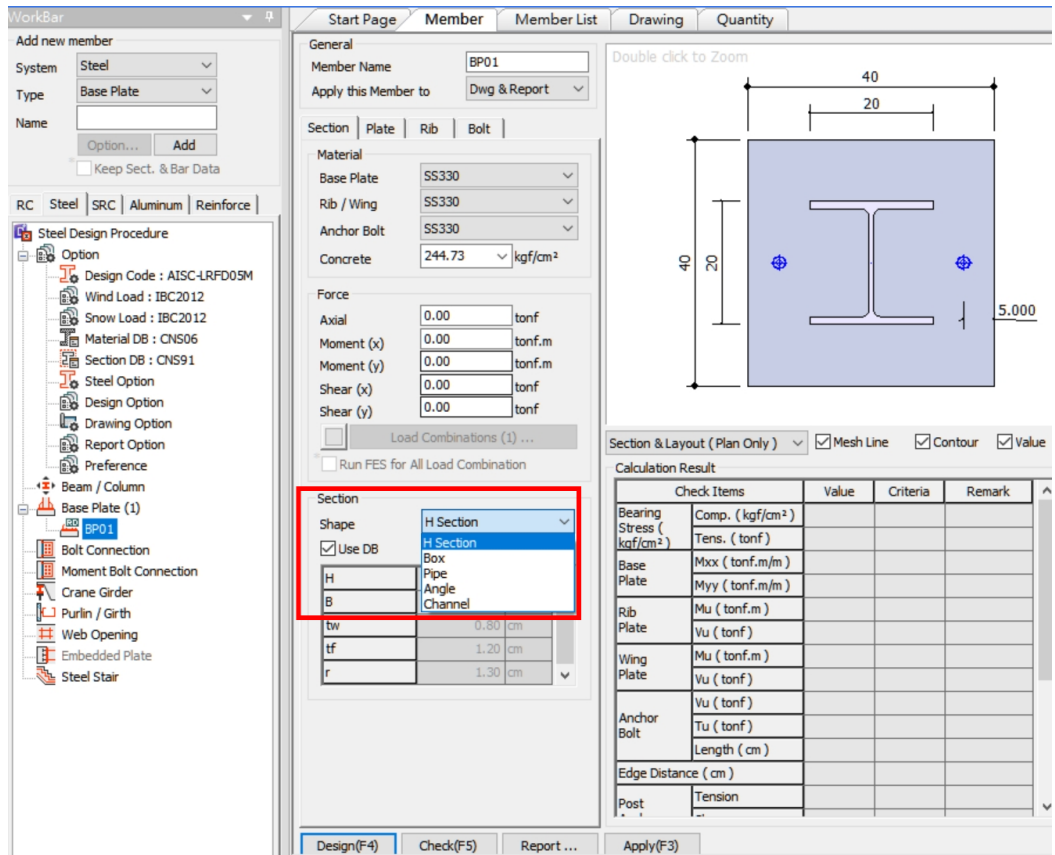 WorkBar
Add new member
System Steel
Type Base Plate
Name
Option... Add
Keep Sect. & Bar Data
RC Steel SRC Aluminum Reinforce
Steel Design Procedure
Option
Design Code : AISC-LRFD05M
Wind Load : IBC2012
Snow Load : IBC2012
Material DB : CNS06
Section DB : CNS91
Steel Option
Design Option
Drawing Option
Report Option
Preference
Beam / Column
Base Plate (1)
BP01
Bolt Connection
Moment Bolt Connection
Crane Girder
Purlin / Girth
Web Opening
Embedded Plate
Steel Stair
Start Page Member Member List Drawing Quantity
General
Member Name BP01
Apply this Member to Dwg & Report
Section Plate Rib Bolt
Material
Base Plate SS330
Rib / Wing SS330
Anchor Bolt SS330
Concrete 244.73 kgf/cm²
Force
Axial 0.00 tonf
Moment (x) 0.00 tonf.m
Moment (y) 0.00 tonf.m
Shear (x) 0.00 tonf
Shear (y) 0.00 tonf
Load Combinations (1) ...
Run FES for All Load Combination
Section
Shape H Section
Use DB
H Section
Box
Pipe
Angle
Channel
H
B
tw 0.80 cm
tf 1.20 cm
r 1.30 cm
Design(F4) Check(F5) Report ... Apply(F3)
Double click to Zoom
40
20
40
20
5.000
Section & Layout ( Plan Only ) Mesh Line Contour Value
Calculation Result
Check Items Value Criteria Remark
Bearing Stress ( kgf/cm² ) Comp. ( kgf/cm² )
Tens. ( tonf )
Base Plate Mxx ( tonf.m/m )
Myy ( tonf.m/m )
Rib Plate Mu ( tonf.m )
Vu ( tonf )
Wing Plate Mu ( tonf.m )
Vu ( tonf )
Anchor Bolt Vu ( tonf )
Tu ( tonf )
Length ( cm )
Edge Distance ( cm )
Post Tension